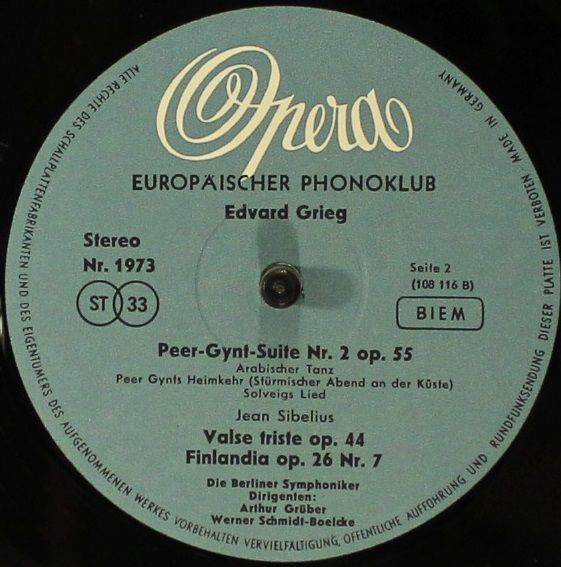 Opera
EUROPÄISCHER PHONOKLUB
Edvard Grieg
Stereo
Nr. 1973
ST 33
Seite 2
(108 116 B)
BIEM
Peer-Gynt-Suite Nr. 2 op. 55
Arabischer Tanz
Peer Gynts Heimkehr (Stürmischer Abend an der Küste)
Solveigs Lied
Jean Sibelius
Valse triste op. 44
Finlandia op. 26 Nr. 7
Die Berliner Symphoniker
Dirigenten:
Arthur Grüber
Werner Schmidt-Boelcke
ALLE RECHTE DES SCHALLPLATTENFABRIKANTEN UND DES EIGENTÜMERS DES AUFGENOMMENEN WERKES VORBEHALTEN VERVIELFÄLTIGUNG, ÖFFENTLICHE AUFFÜHRUNG UND RUNDFUNKSENDUNG DIESER PLATTE IST VERBOTEN MADE IN GERMANY